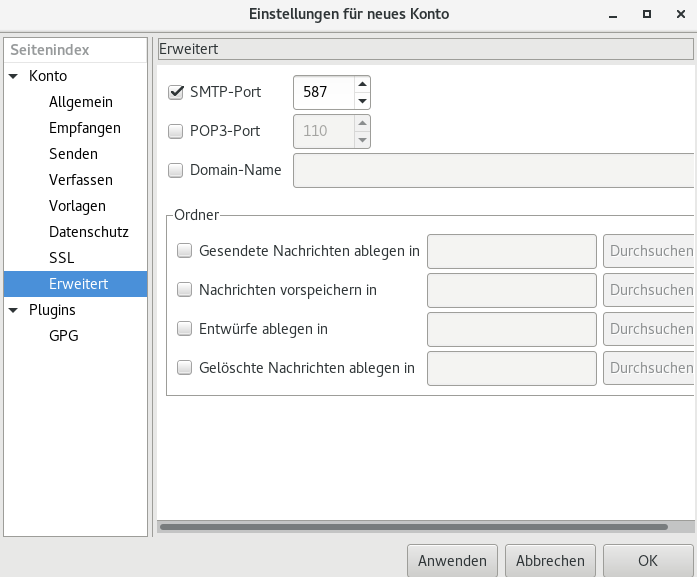 Einstellungen für neues Konto
Seitenindex
Konto
Allgemein
Empfangen
Senden
Verfassen
Vorlagen
Datenschutz
SSL
Erweitert
Plugins
GPG
Erweitert
SMTP-Port 587
POP3-Port 110
Domain-Name
Ordner
Gesendete Nachrichten ablegen in Durchsuchen
Nachrichten vorspeichern in Durchsuchen
Entwürfe ablegen in Durchsuchen
Gelöschte Nachrichten ablegen in Durchsuchen
Anwenden Abbrechen OK